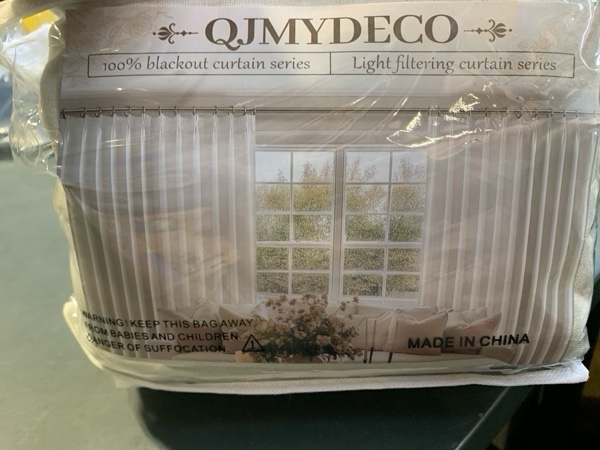 QJMYDECO
100% blackout curtain series
Light filtering curtain series
WARNING! KEEP THIS BAG AWAY
FROM BABIES AND CHILDREN
DANGER OF SUFFOCATION
MADE IN CHINA